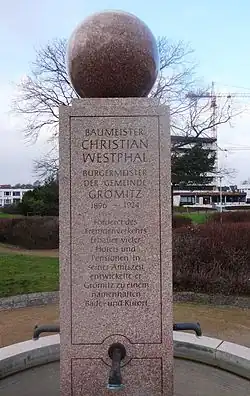 BAUMEISTER
CHRISTIAN
WESTPHAL
BÜRGERMEISTER
DER GEMEINDE
GRÖMITZ
1896 – 1924
Förderer des
Fremdenverkehrs
Erbauer vieler
Hotels und
Pensionen. In
seiner Amtszeit
entwickelte er
Grömitz zu einem
namenhaften
Bade- und Kurort